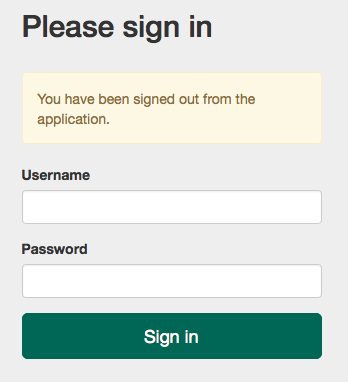 Please sign in
You have been signed out from the
application.
Username
Password
Sign in